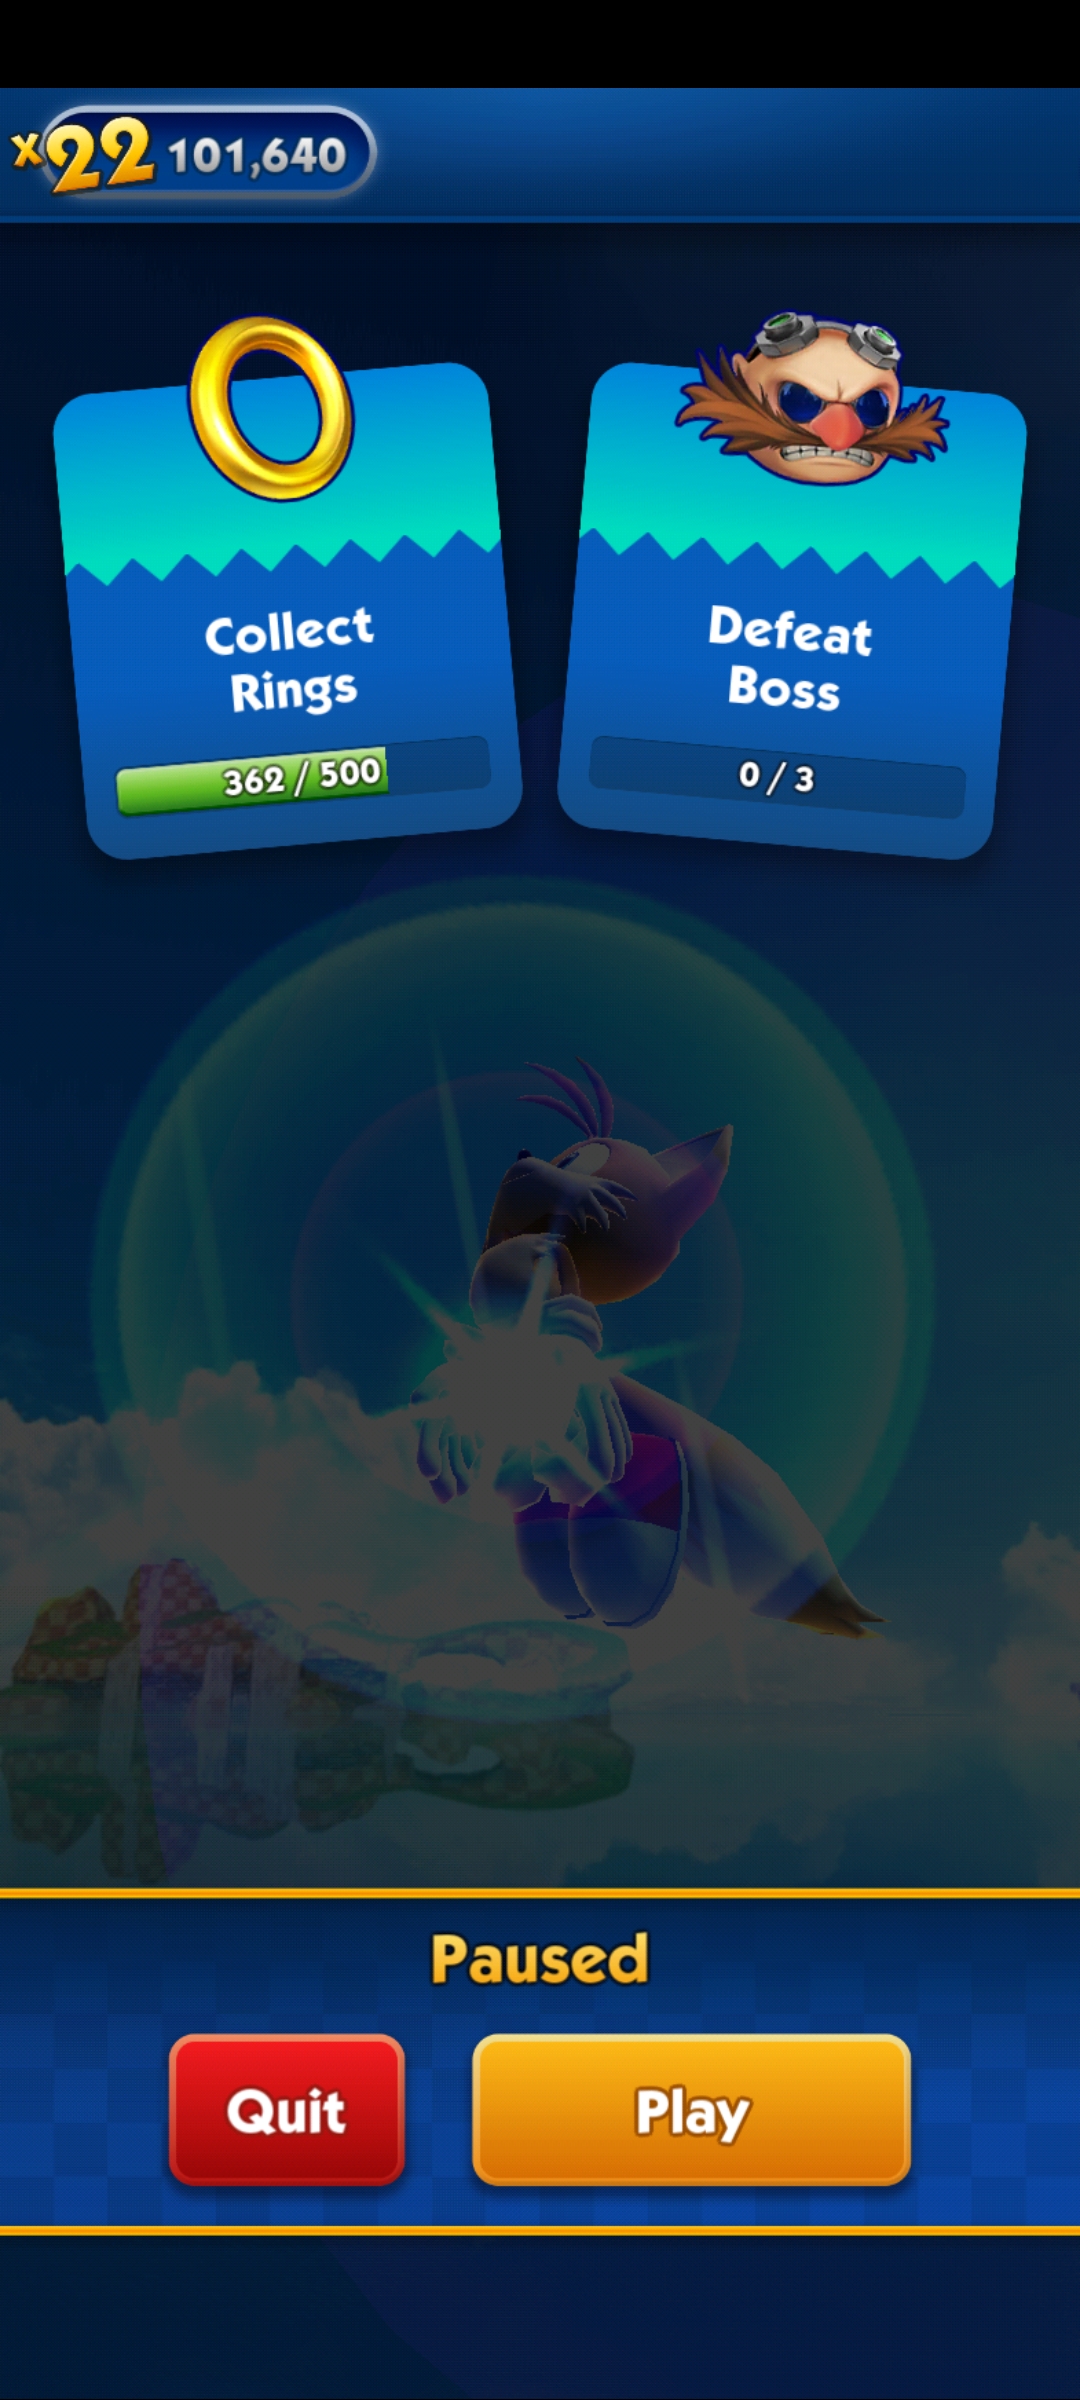 x22 101,640
Collect
Rings
362 / 500
Defeat
Boss
0 / 3
Paused
Quit
Play